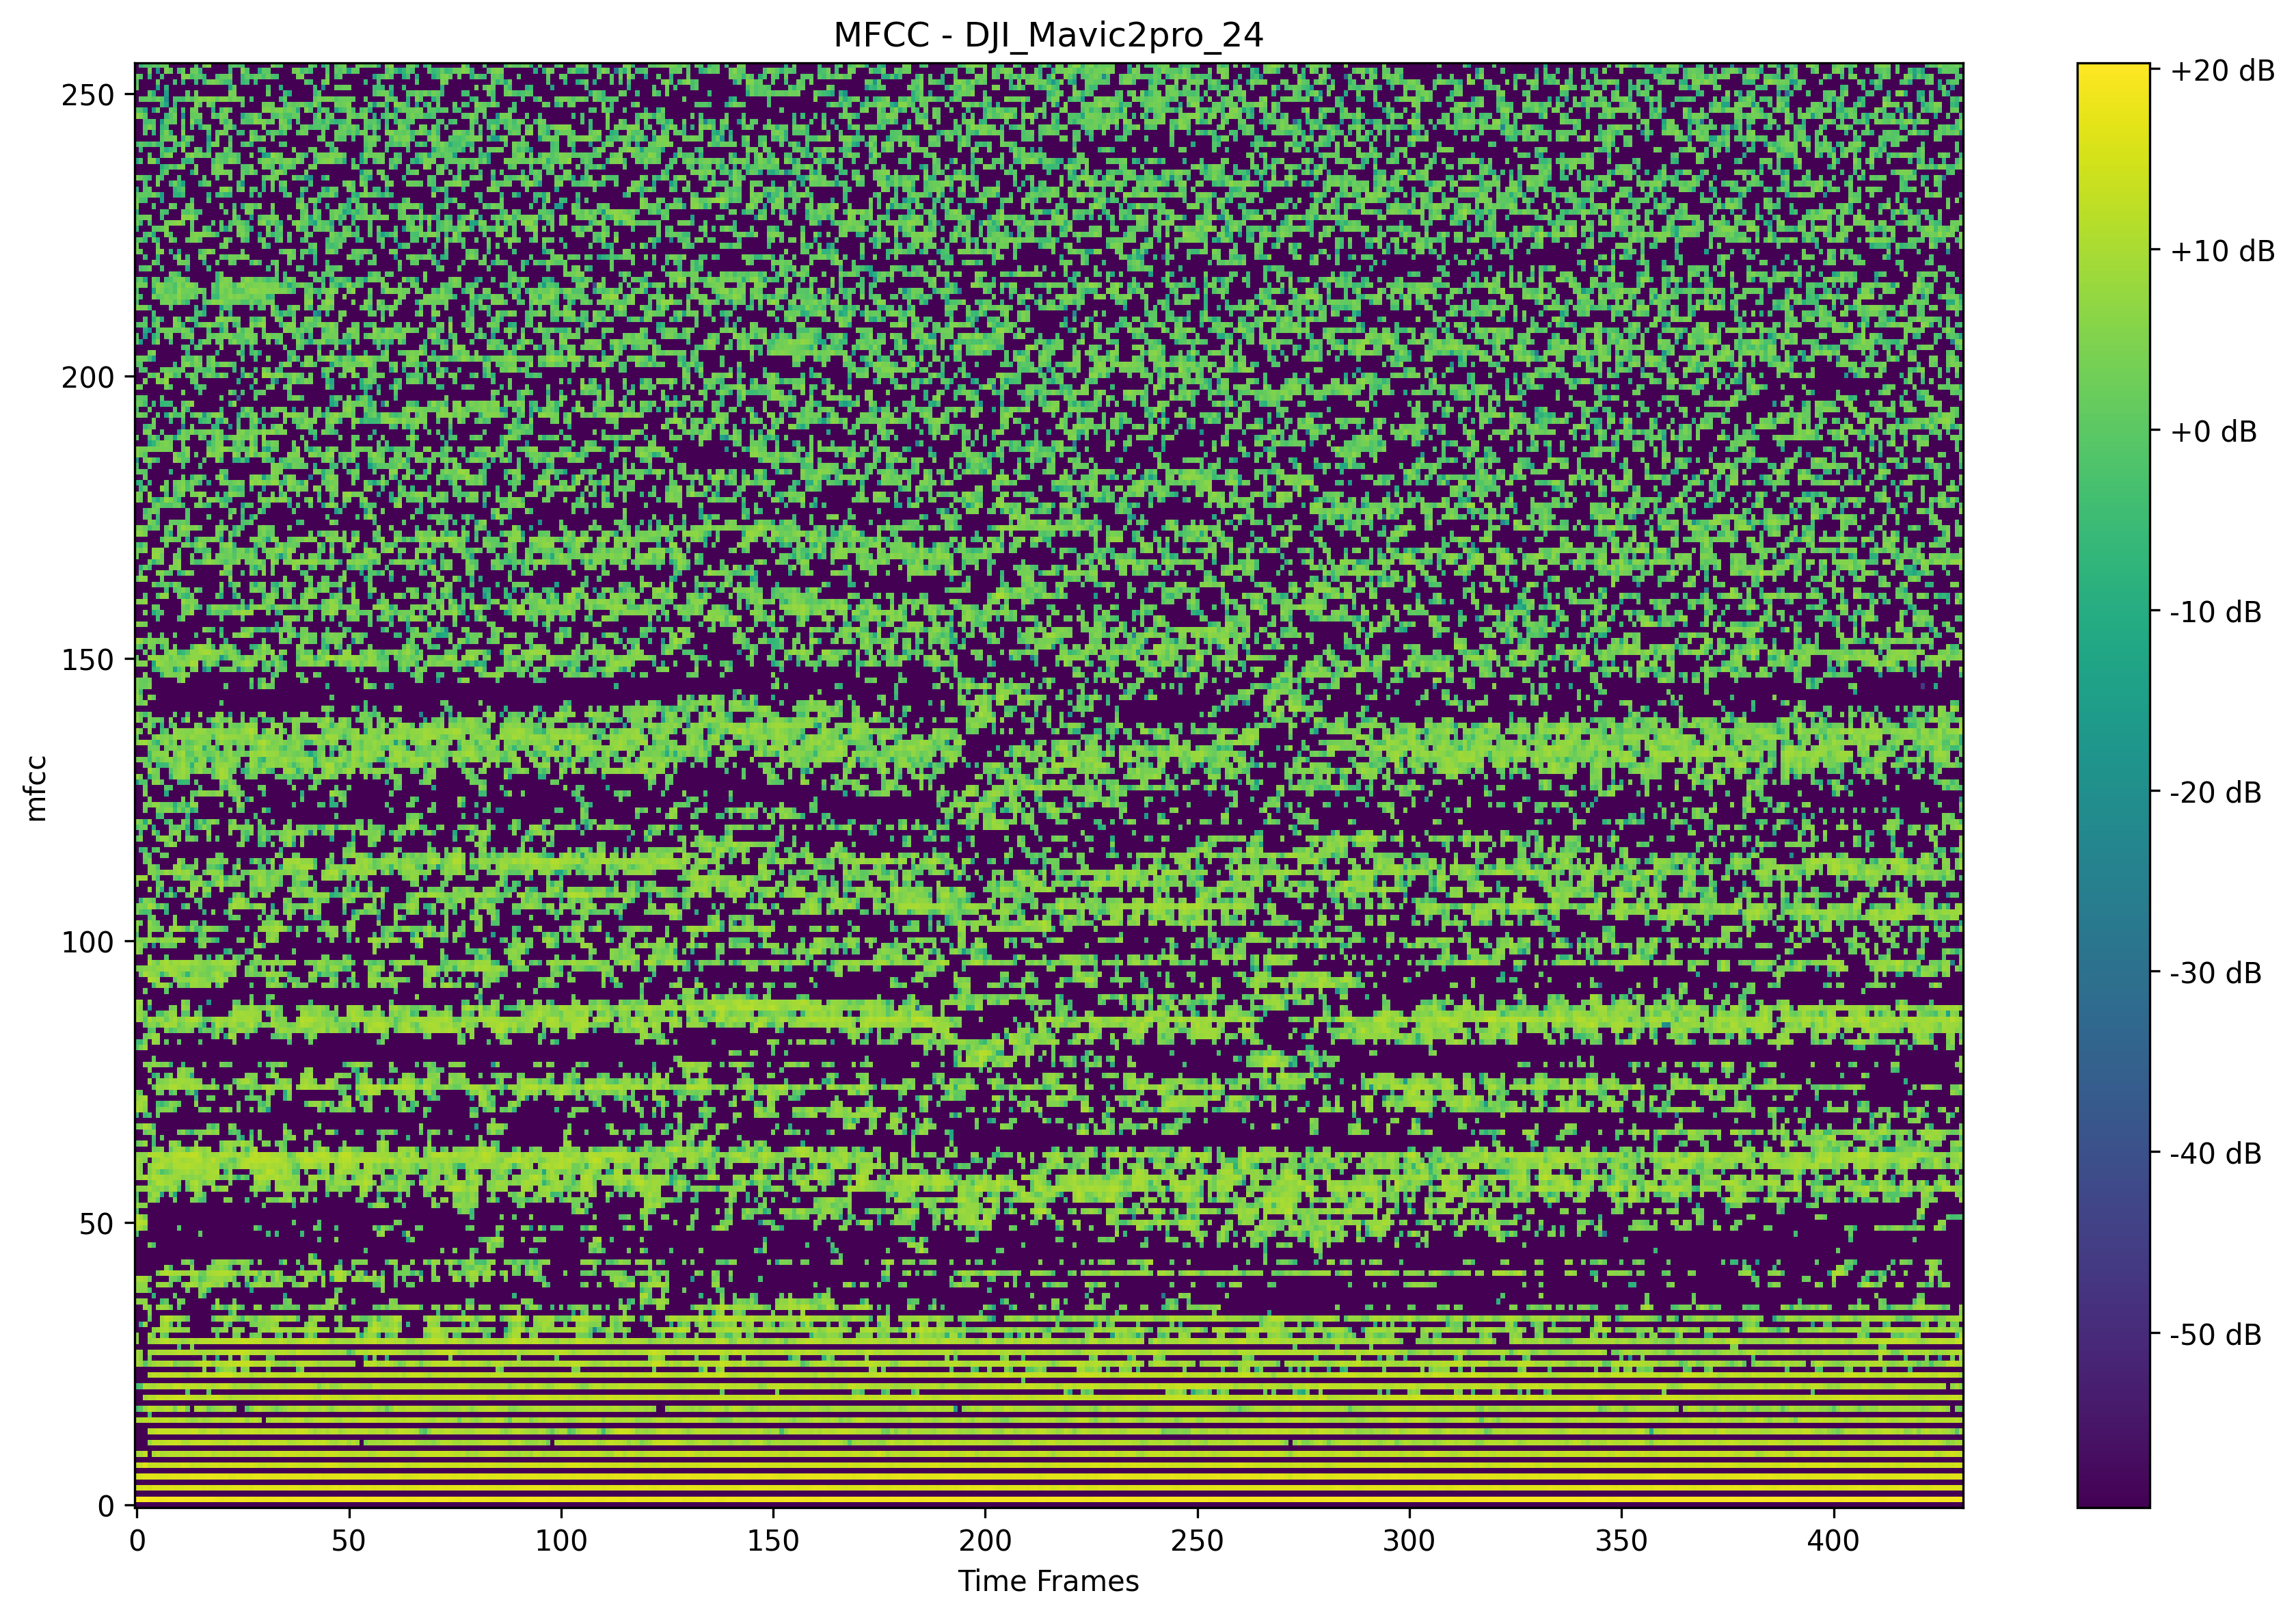 MFCC - DJI_Mavic2pro_24
250
200
150
100
50
0
mfcc
0 50 100 150 200 250 300 350 400
Time Frames
+20 dB
+10 dB
+0 dB
-10 dB
-20 dB
-30 dB
-40 dB
-50 dB